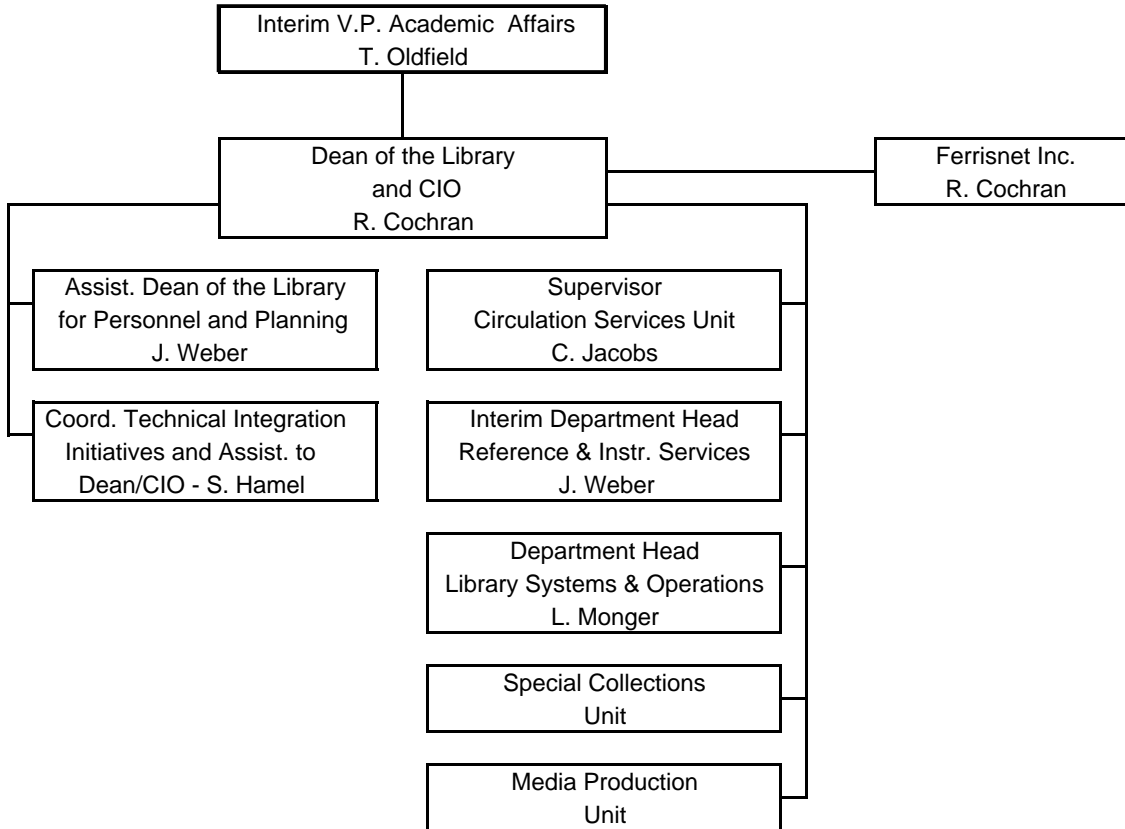 Interim V.P. Academic Affairs
T. Oldfield
Dean of the Library
and CIO
R. Cochran
Ferrisnet Inc.
R. Cochran
Assist. Dean of the Library
for Personnel and Planning
J. Weber
Supervisor
Circulation Services Unit
C. Jacobs
Coord. Technical Integration
Initiatives and Assist. to
Dean/CIO - S. Hamel
Interim Department Head
Reference & Instr. Services
J. Weber
Department Head
Library Systems & Operations
L. Monger
Special Collections
Unit
Media Production
Unit